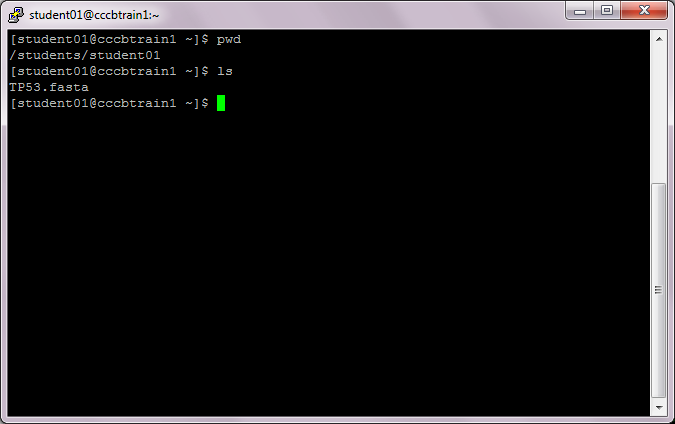 student01@cccbtrain1:~
[student01@cccbtrain1 ~]$ pwd
/students/student01
[student01@cccbtrain1 ~]$ ls
TP53.fasta
[student01@cccbtrain1 ~]$